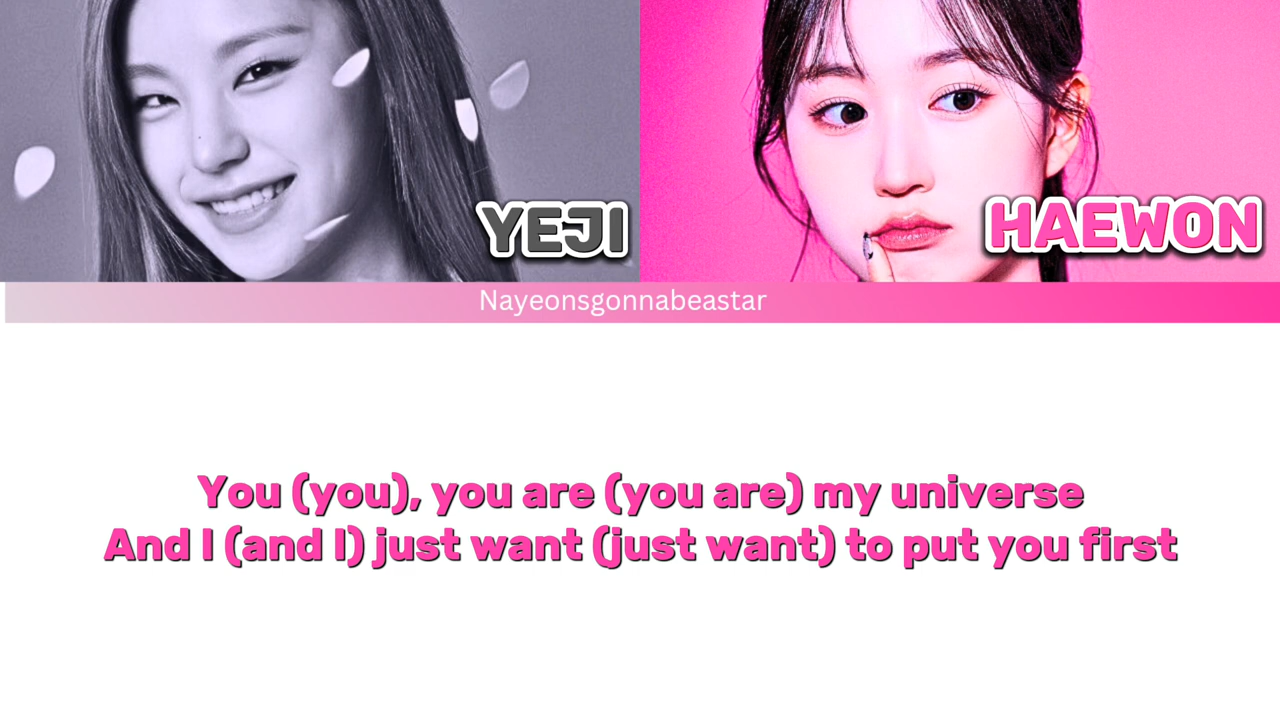 YEJI
HAEWON
Nayeonsgonnabeastar
You (you), you are (you are) my universe
And I (and I) just want (just want) to put you first